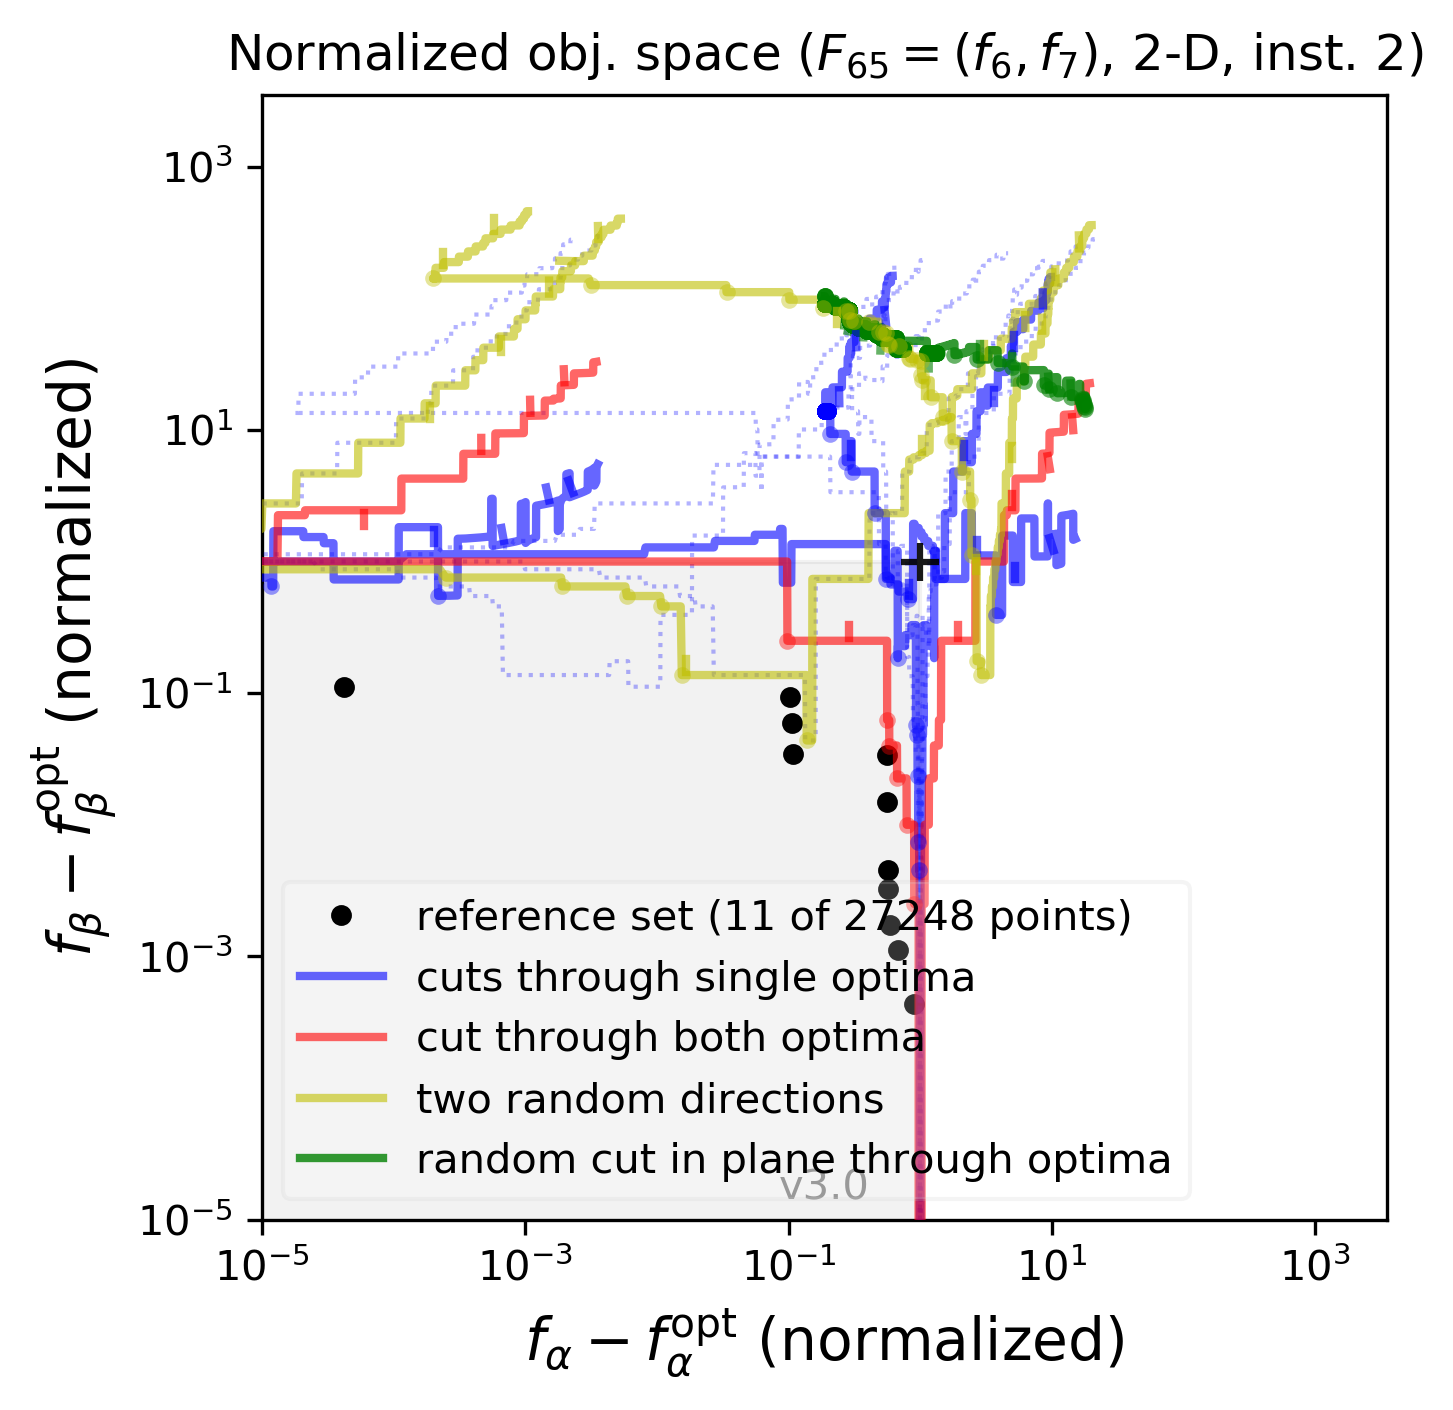 Normalized obj. space (F₆₅ = (f₆, f₇), 2-D, inst. 2)
10³
10¹
10⁻¹
10⁻³
10⁻⁵
f_β − f_β^opt (normalized)
reference set (11 of 27248 points)
cuts through single optima
cut through both optima
two random directions
random cut in plane through optima
v3.0
10⁻⁵ 10⁻³ 10⁻¹ 10¹ 10³
f_α − f_α^opt (normalized)